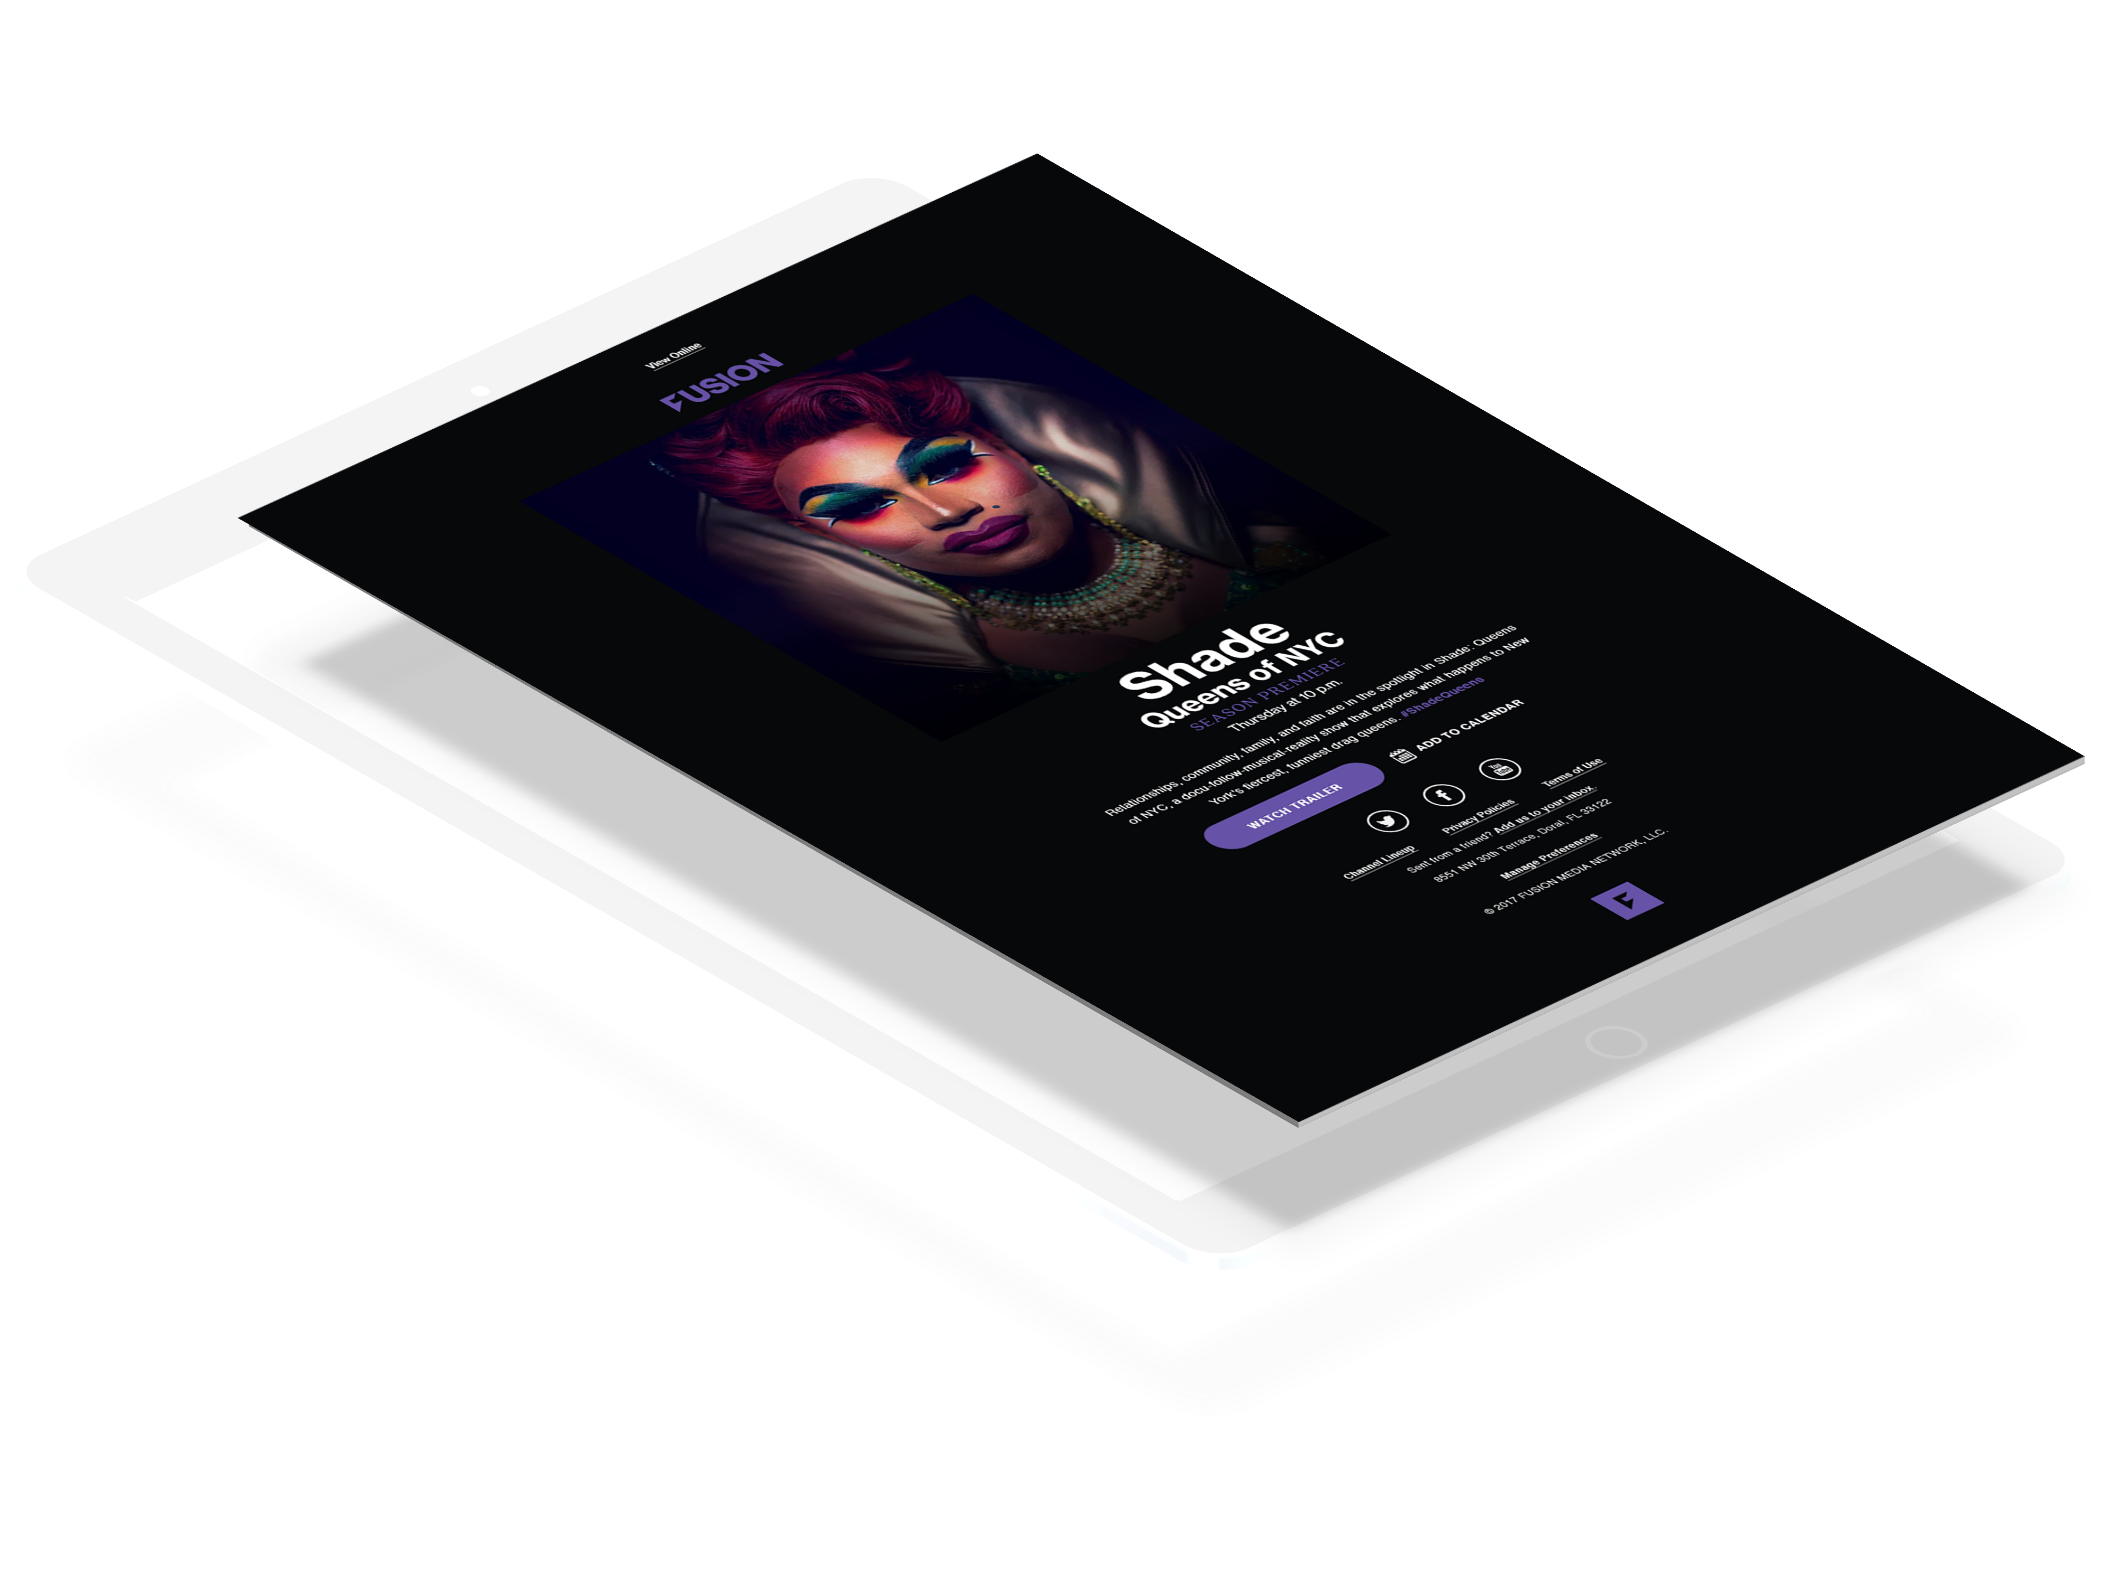 View Online
FUSION
Shade
Queens of NYC
SEASON PREMIERE
Thursday at 10 p.m.
Relationships, community, family, and faith are in the spotlight in Shade: Queens
of NYC, a docu-follow-musical-reality show that explores what happens to New
York's fiercest, funniest drag queens. #ShadeQueens
WATCH TRAILER ADD TO CALENDAR
You Tube
Channel Lineup Privacy Policies Terms of Use
Sent from a friend? Add us to your inbox.
8551 NW 30th Terrace, Doral, FL 33122
Manage Preferences
© 2017 FUSION MEDIA NETWORK, LLC.
F